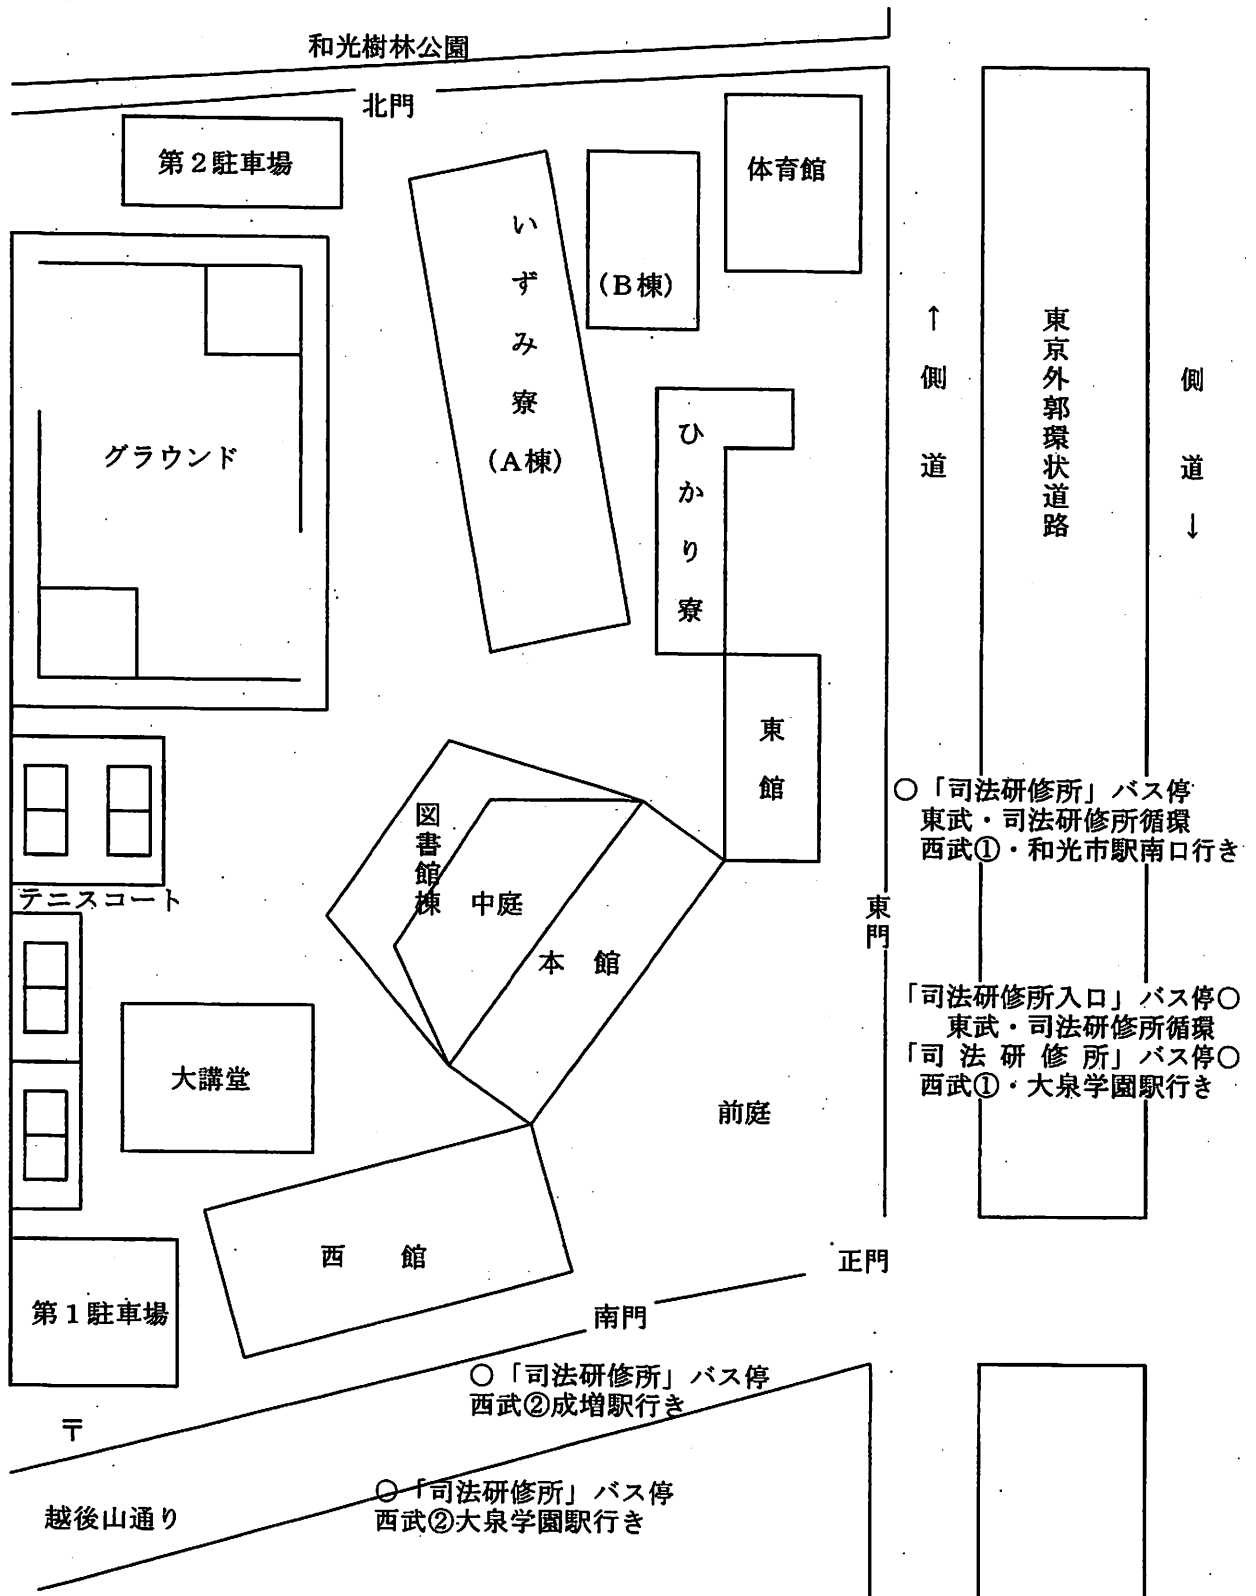 和光樹林公園
北門
第2駐車場
いずみ寮
(A棟)
(B棟)
体育館
↑側道
東京外郭環状道路
側道↓
グラウンド
ひかり寮
東館
○「司法研修所」バス停
東武・司法研修所循環
西武①・和光市駅南口行き
図書館棟
中庭
本 館
テニスコート
東門
「司法研修所入口」バス停○
東武・司法研修所循環
「司 法 研 修 所」バス停○
西武①・大泉学園駅行き
大講堂
前庭
西 館
正門
第1駐車場
南門
○「司法研修所」バス停
西武②成増駅行き
〒
○「司法研修所」バス停
西武②大泉学園駅行き
越後山通り